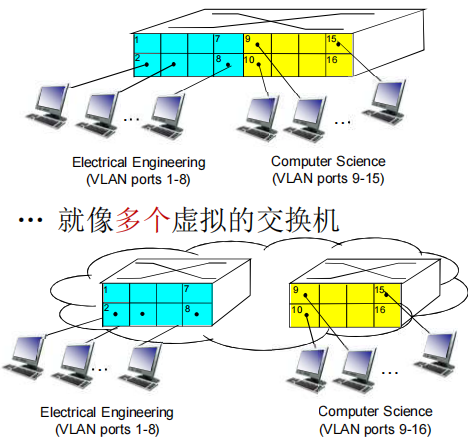 1 7 9 15
2 8 10 16
...
...
Electrical Engineering
(VLAN ports 1-8)
Computer Science
(VLAN ports 9-15)
... 就像多个虚拟的交换机
1 7 9 15
2 8 10 16
...
...
Electrical Engineering
(VLAN ports 1-8)
Computer Science
(VLAN ports 9-16)